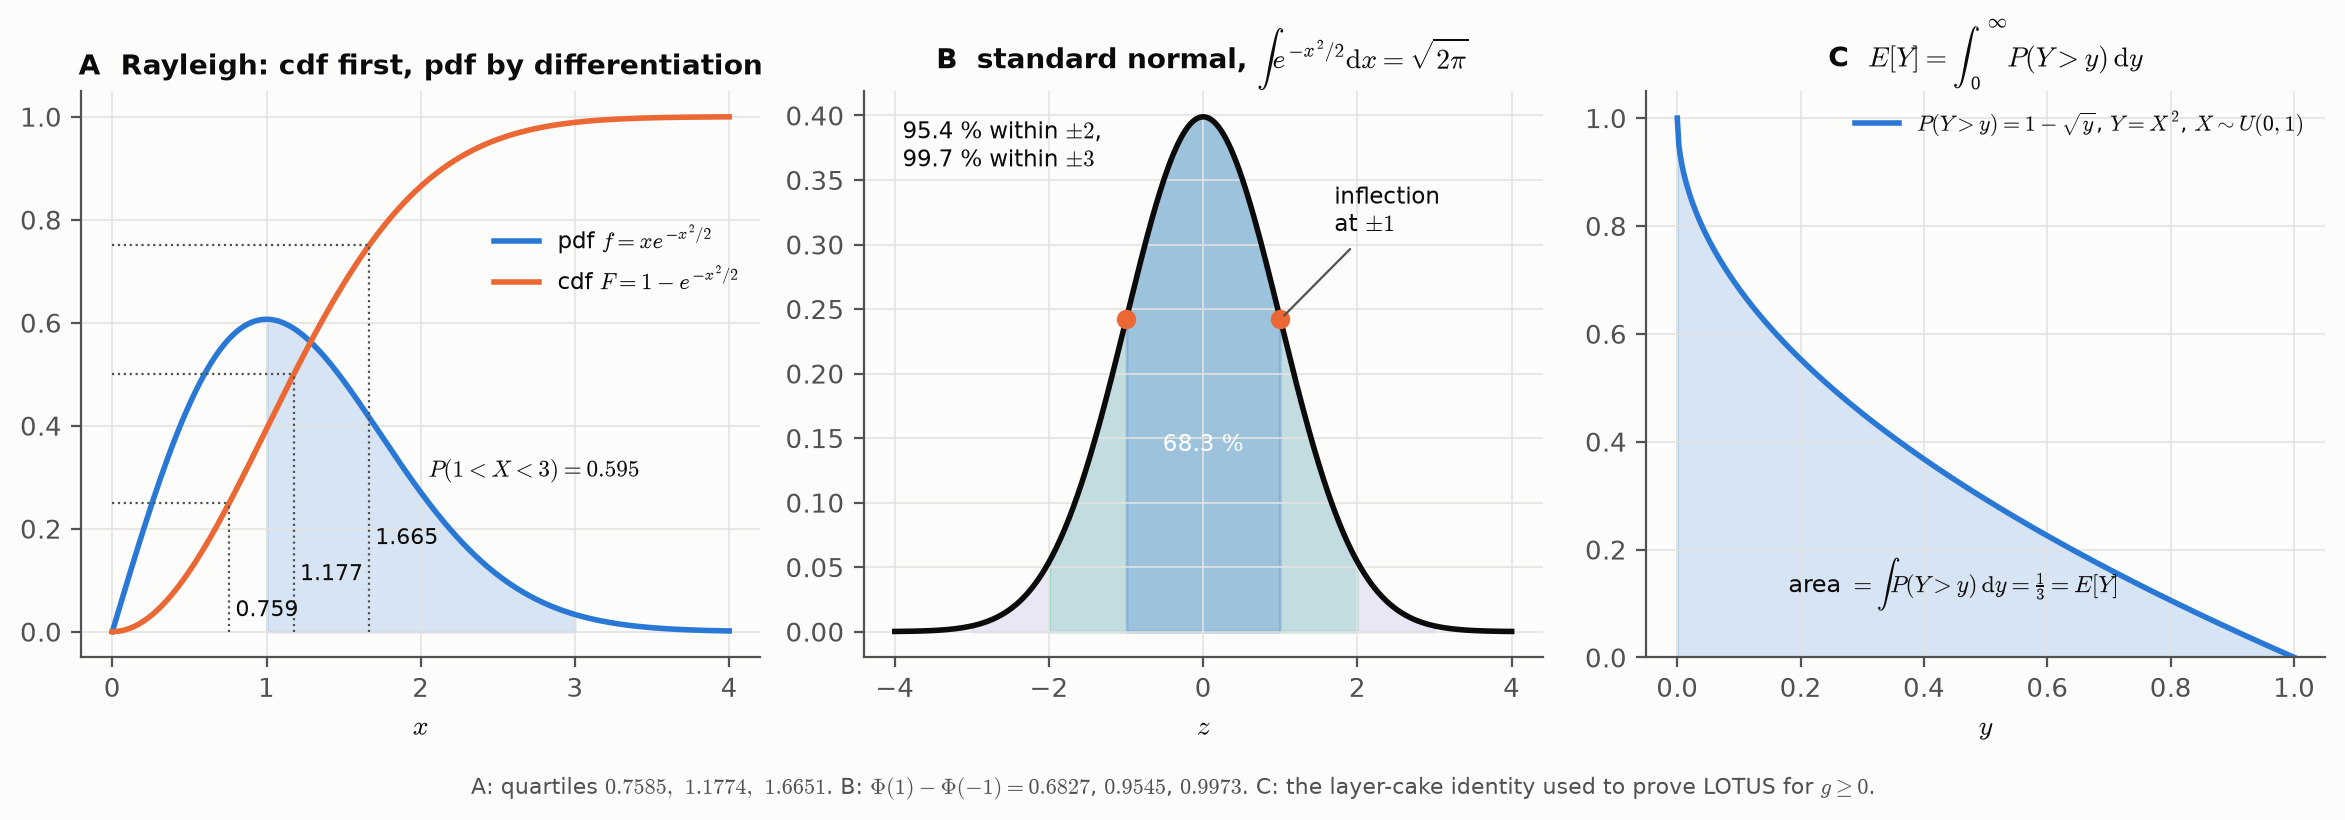 A Rayleigh: cdf first, pdf by differentiation
1.0
0.8
0.6
0.4
0.2
0.0
pdf f = xe^{-x²/2}
cdf F = 1 − e^{-x²/2}
P(1 < X < 3) = 0.595
1.665
1.177
0.759
0 1 2 3 4
x
B standard normal, ∫e^{-x²/2}dx = √2π
0.40
0.35
0.30
0.25
0.20
0.15
0.10
0.05
0.00
95.4 % within ±2,
99.7 % within ±3
inflection
at ±1
68.3 %
−4 −2 0 2 4
z
C E[Y] = ∫₀^∞ P(Y > y) dy
1.0
0.8
0.6
0.4
0.2
0.0
P(Y > y) = 1 − √y, Y = X², X ∼ U(0, 1)
area = ∫P(Y > y) dy = 1/3 = E[Y]
0.0 0.2 0.4 0.6 0.8 1.0
y
A: quartiles 0.7585, 1.1774, 1.6651. B: Φ(1) − Φ(−1) = 0.6827, 0.9545, 0.9973. C: the layer-cake identity used to prove LOTUS for g ≥ 0.